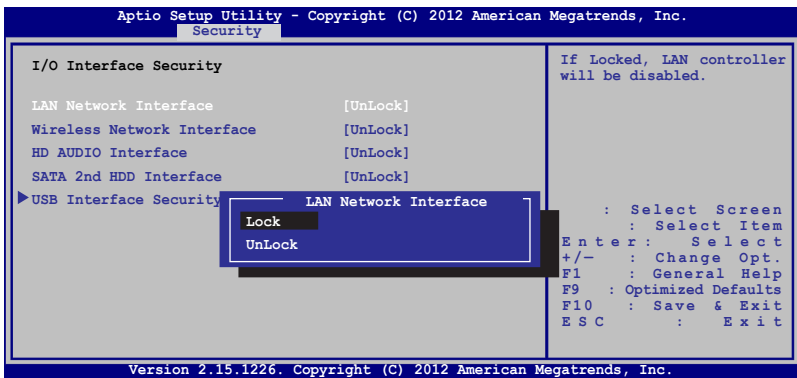 Aptio Setup Utility - Copyright (C) 2012 American Megatrends, Inc.
Security
I/O Interface Security
LAN Network Interface [UnLock]
Wireless Network Interface [UnLock]
HD AUDIO Interface [UnLock]
SATA 2nd HDD Interface [UnLock]
USB Interface Security
LAN Network Interface
Lock
UnLock
If Locked, LAN controller
will be disabled.
: Select Screen
: Select Item
Enter: Select
+/— : Change Opt.
F1 : General Help
F9 : Optimized Defaults
F10 : Save & Exit
ESC : Exit
Version 2.15.1226. Copyright (C) 2012 American Megatrends, Inc.